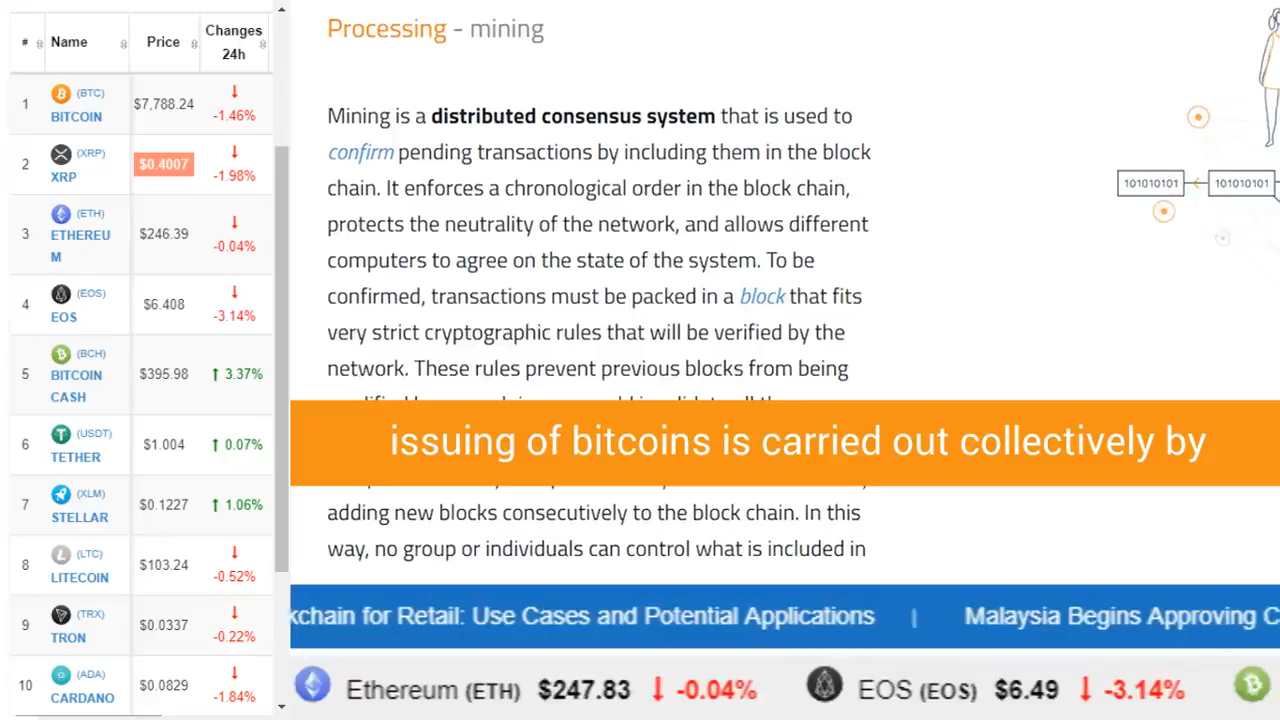 #
Name
Price
Changes
24h
1
(BTC)
BITCOIN
$7,788.24
-1.46%
2
(XRP)
XRP
$0.4007
-1.98%
3
(ETH)
ETHEREU
M
$246.39
-0.04%
4
(EOS)
EOS
$6.408
-3.14%
5
(BCH)
BITCOIN
CASH
$395.98
3.37%
6
(USDT)
TETHER
$1.004
0.07%
7
(XLM)
STELLAR
$0.1227
1.06%
8
(LTC)
LITECOIN
$103.24
-0.52%
9
(TRX)
TRON
$0.0337
-0.22%
10
(ADA)
CARDANO
$0.0829
-1.84%
Processing - mining
Mining is a distributed consensus system that is used to
confirm pending transactions by including them in the block
chain. It enforces a chronological order in the block chain,
protects the neutrality of the network, and allows different
computers to agree on the state of the system. To be
confirmed, transactions must be packed in a block that fits
very strict cryptographic rules that will be verified by the
network. These rules prevent previous blocks from being
issuing of bitcoins is carried out collectively by
adding new blocks consecutively to the block chain. In this
way, no group or individuals can control what is included in
101010101
101010101
kchain for Retail: Use Cases and Potential Applications | Malaysia Begins Approving C
Ethereum (ETH) $247.83 -0.04% EOS (EOS) $6.49 -3.14%